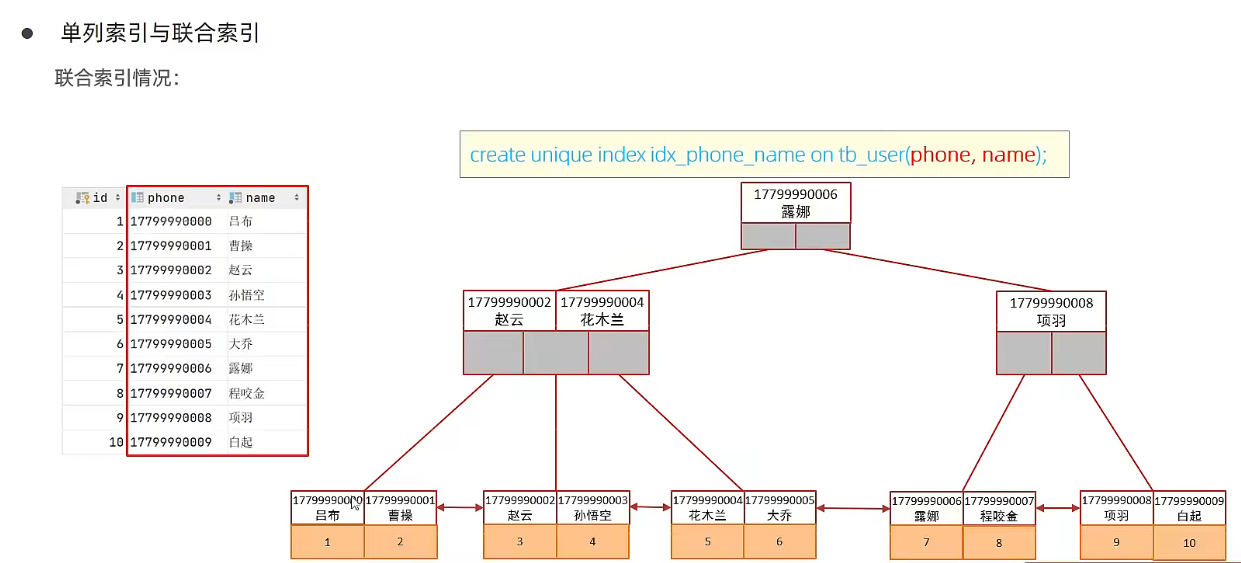 单列索引与联合索引
联合索引情况：
create unique index idx_phone_name on tb_user(phone, name);
id phone name
1 17799990000 吕布
2 17799990001 曹操
3 17799990002 赵云
4 17799990003 孙悟空
5 17799990004 花木兰
6 17799990005 大乔
7 17799990006 露娜
8 17799990007 程咬金
9 17799990008 项羽
10 17799990009 白起
17799990006
露娜
17799990002 17799990004
赵云 花木兰
17799990008
项羽
17799990000 17799990001 17799990002 17799990003 17799990004 17799990005 17799990006 17799990007 17799990008 17799990009
吕布 曹操 赵云 孙悟空 花木兰 大乔 露娜 程咬金 项羽 白起
1 2 3 4 5 6 7 8 9 10